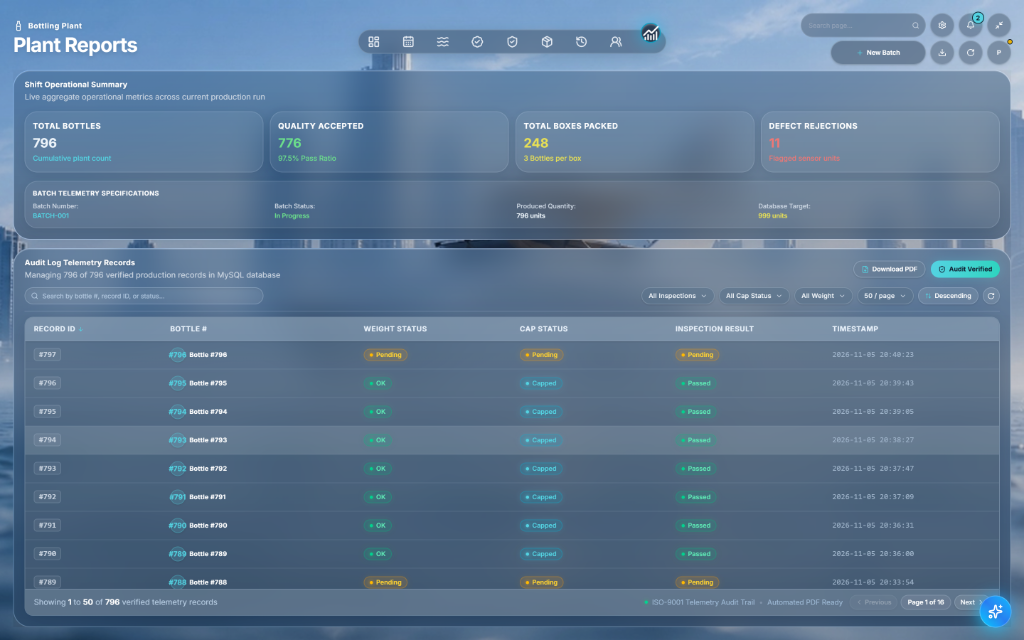 Bottling Plant
Plant Reports
Search page...
2
New Batch
P
Shift Operational Summary
Live aggregate operational metrics across current production run
TOTAL BOTTLES
796
Cumulative plant count
QUALITY ACCEPTED
776
97.5% Pass Ratio
TOTAL BOXES PACKED
248
3 Bottles per box
DEFECT REJECTIONS
11
Flagged sensor units
BATCH TELEMETRY SPECIFICATIONS
Batch Number:
BATCH-001
Batch Status:
In Progress
Produced Quantity:
796 units
Database Target:
999 units
Audit Log Telemetry Records
Managing 796 of 796 verified production records in MySQL database
Download PDF
Audit Verified
Search by bottle #, record ID, or status...
All Inspections
All Cap Status
All Weight
50 / page
↑↓ Descending
RECORD ID ↓ BOTTLE # WEIGHT STATUS CAP STATUS INSPECTION RESULT TIMESTAMP
#797 #796 Bottle #796 Pending Pending Pending 2026-11-05 20:40:23
#796 #795 Bottle #795 OK Capped Passed 2026-11-05 20:39:43
#795 #794 Bottle #794 OK Capped Passed 2026-11-05 20:39:05
#794 #793 Bottle #793 OK Capped Passed 2026-11-05 20:38:27
#793 #792 Bottle #792 OK Capped Passed 2026-11-05 20:37:47
#792 #791 Bottle #791 OK Capped Passed 2026-11-05 20:37:09
#791 #790 Bottle #790 OK Capped Passed 2026-11-05 20:36:31
#790 #789 Bottle #789 OK Capped Passed 2026-11-05 20:36:00
#789 #788 Bottle #788 Pending Pending Pending 2026-11-05 20:33:54
Showing 1 to 50 of 796 verified telemetry records
ISO-9001 Telemetry Audit Trail • Automated PDF Ready
‹ Previous
Page 1 of 16
Next ›